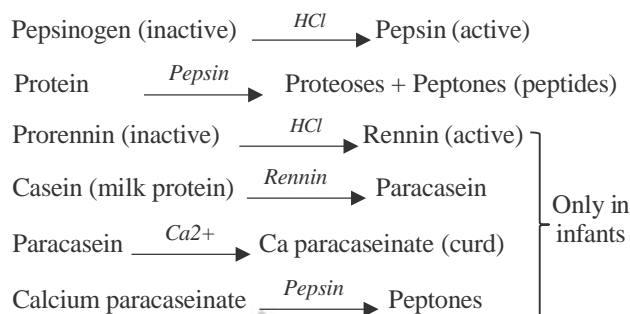 Pepsinogen (inactive) HCl Pepsin (active)
Protein Pepsin Proteoses + Peptones (peptides)
Prorennin (inactive) HCl Rennin (active)
Casein (milk protein) Rennin Paracasein
Paracasein Ca2+ Ca paracaseinate (curd)
Calcium paracaseinate Pepsin Peptones
Only in
infants